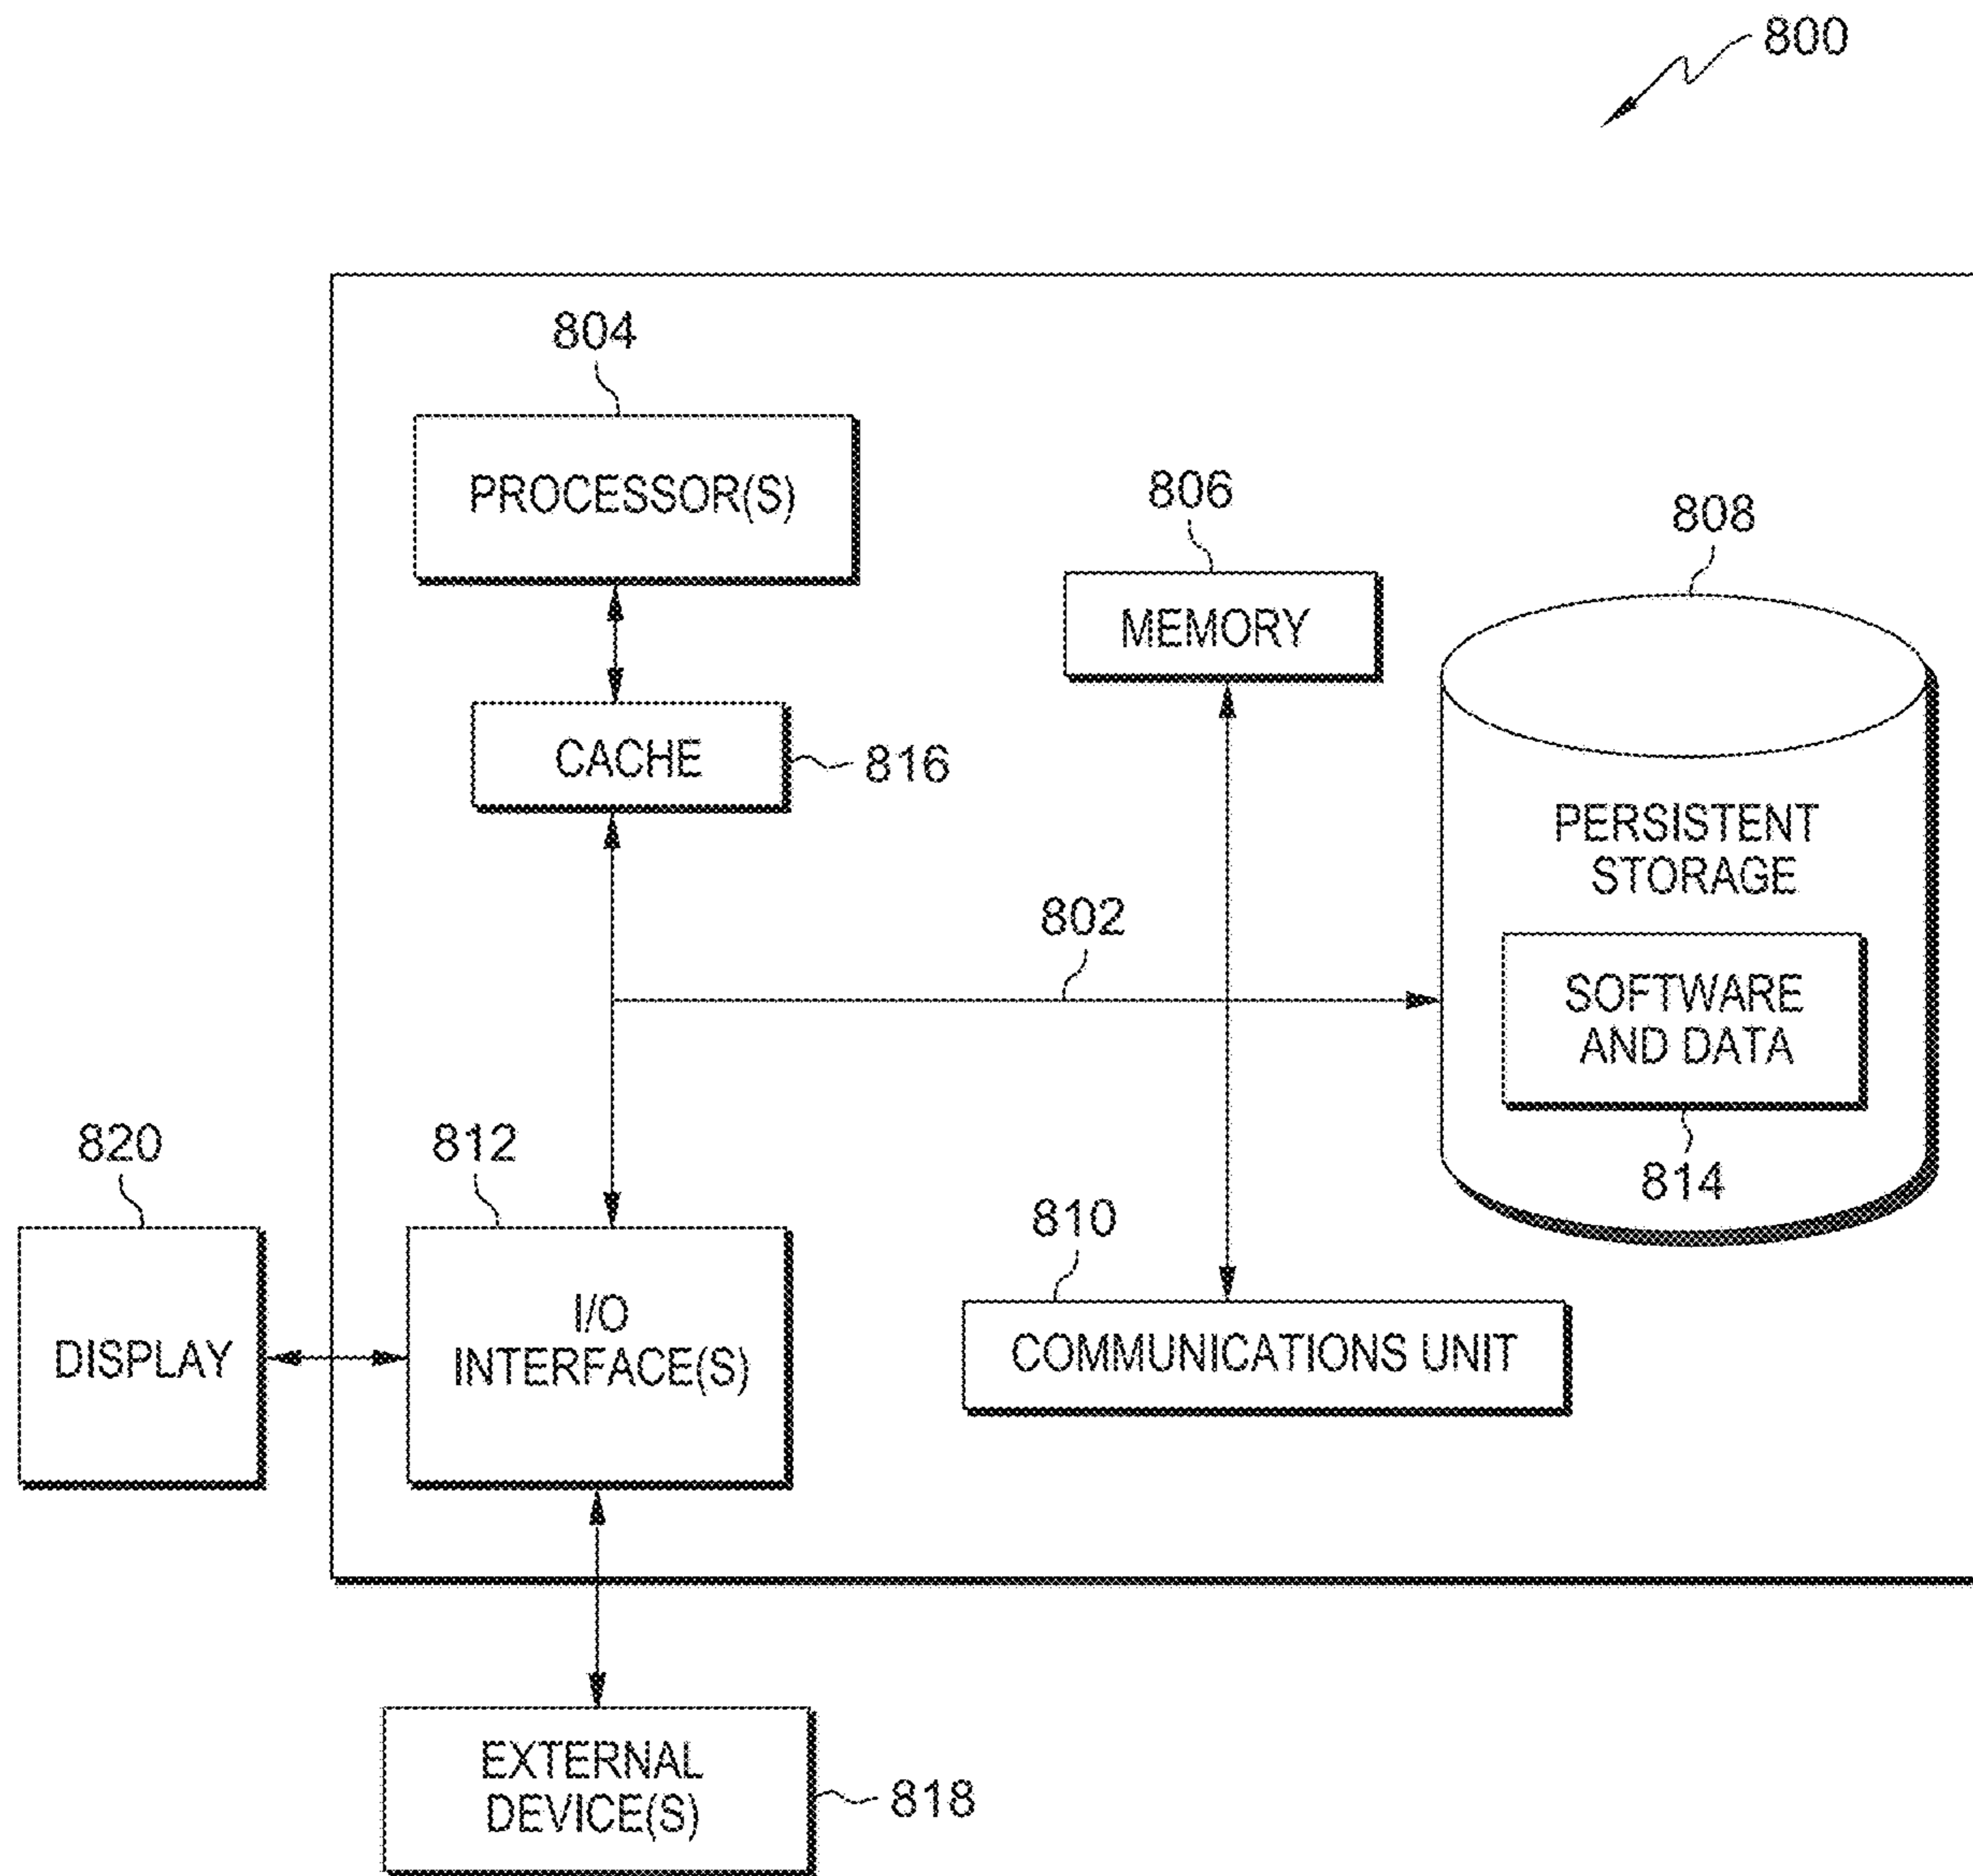 800
804
PROCESSOR(S)
806
808
MEMORY
CACHE
816
PERSISTENT
STORAGE
802
SOFTWARE
AND DATA
820
812
814
810
I/O
INTERFACE(S)
DISPLAY
COMMUNICATIONS UNIT
EXTERNAL
DEVICE(S)
818